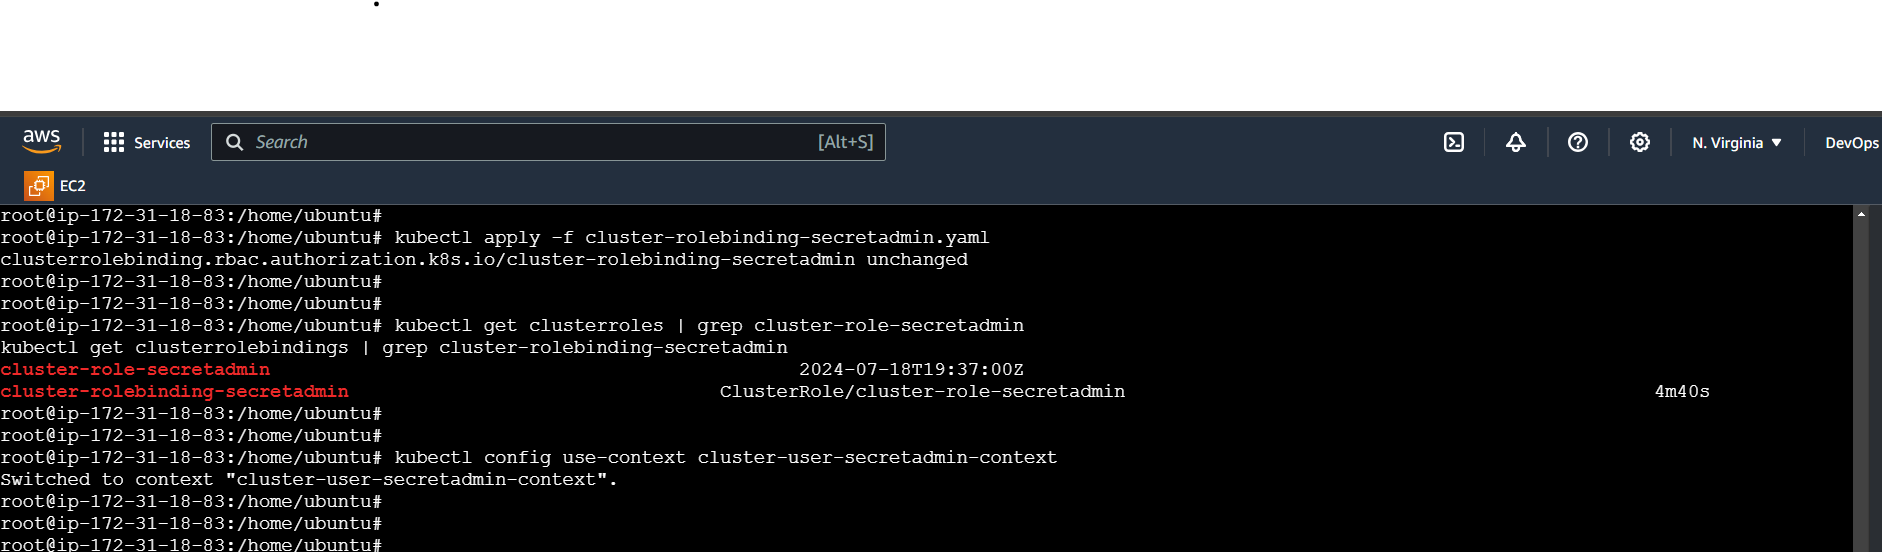 aws
Services
Search
[Alt+S]
N. Virginia
DevOps
EC2
root@ip-172-31-18-83:/home/ubuntu#
root@ip-172-31-18-83:/home/ubuntu# kubectl apply -f cluster-rolebinding-secretadmin.yaml
clusterrolebinding.rbac.authorization.k8s.io/cluster-rolebinding-secretadmin unchanged
root@ip-172-31-18-83:/home/ubuntu#
root@ip-172-31-18-83:/home/ubuntu#
root@ip-172-31-18-83:/home/ubuntu# kubectl get clusterroles | grep cluster-role-secretadmin
kubectl get clusterrolebindings | grep cluster-rolebinding-secretadmin
cluster-role-secretadmin 2024-07-18T19:37:00Z
cluster-rolebinding-secretadmin ClusterRole/cluster-role-secretadmin 4m40s
root@ip-172-31-18-83:/home/ubuntu#
root@ip-172-31-18-83:/home/ubuntu#
root@ip-172-31-18-83:/home/ubuntu# kubectl config use-context cluster-user-secretadmin-context
Switched to context "cluster-user-secretadmin-context".
root@ip-172-31-18-83:/home/ubuntu#
root@ip-172-31-18-83:/home/ubuntu#
root@ip-172-31-18-83:/home/ubuntu#